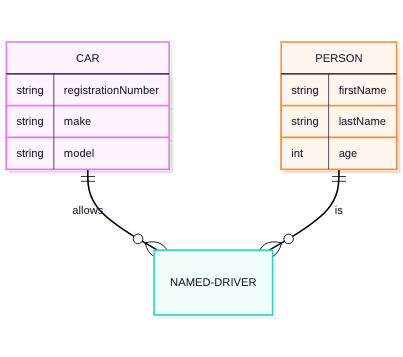 CAR
string registrationNumber
string make
string model
PERSON
string firstName
string lastName
int age
allows
is
NAMED-DRIVER